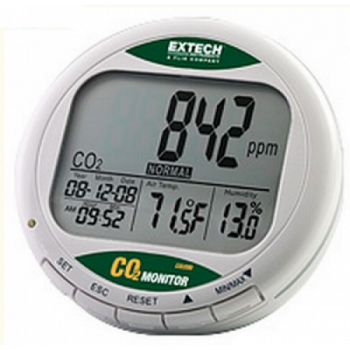 EXTECH
INSTRUMENTS
A FLIR COMPANY
842 ppm
CO2
NORMAL
Year Month Date
08-12-08
AM 09:52
Air Temp.
71.5°F
Humidity
13.0%
CO2 MONITOR
SET
ESC
RESET
▲
MIN/MAX▼